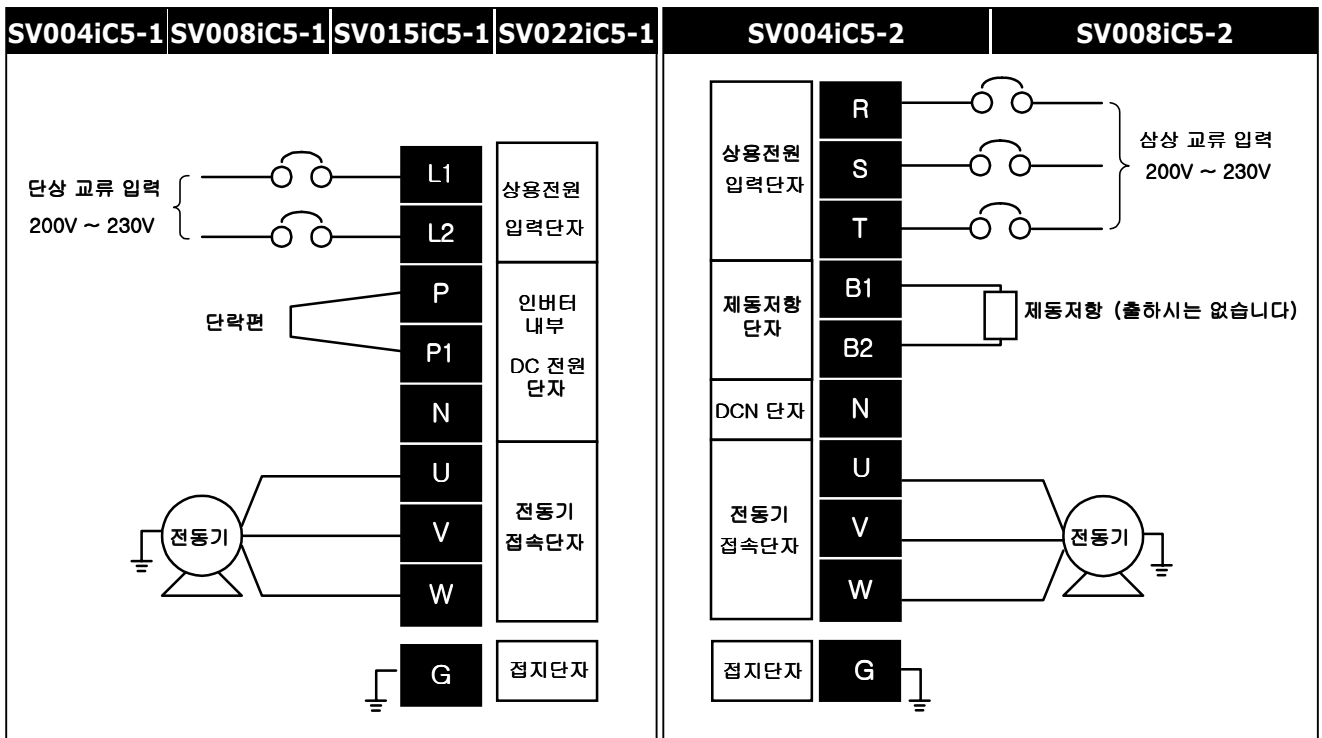 SV004iC5-1 SV008iC5-1 SV015iC5-1 SV022iC5-1
단상 교류 입력
200V ~ 230V
단락편
전동기
L1
L2
P
P1
N
U
V
W
G
상용전원
입력단자
인버터
내부
DC 전원
단자
전동기
접속단자
접지단자
SV004iC5-2 SV008iC5-2
상용전원
입력단자
제동저항
단자
DCN 단자
전동기
접속단자
접지단자
R
S
T
B1
B2
N
U
V
W
G
삼상 교류 입력
200V ~ 230V
제동저항 (출하시는 없습니다)
전동기